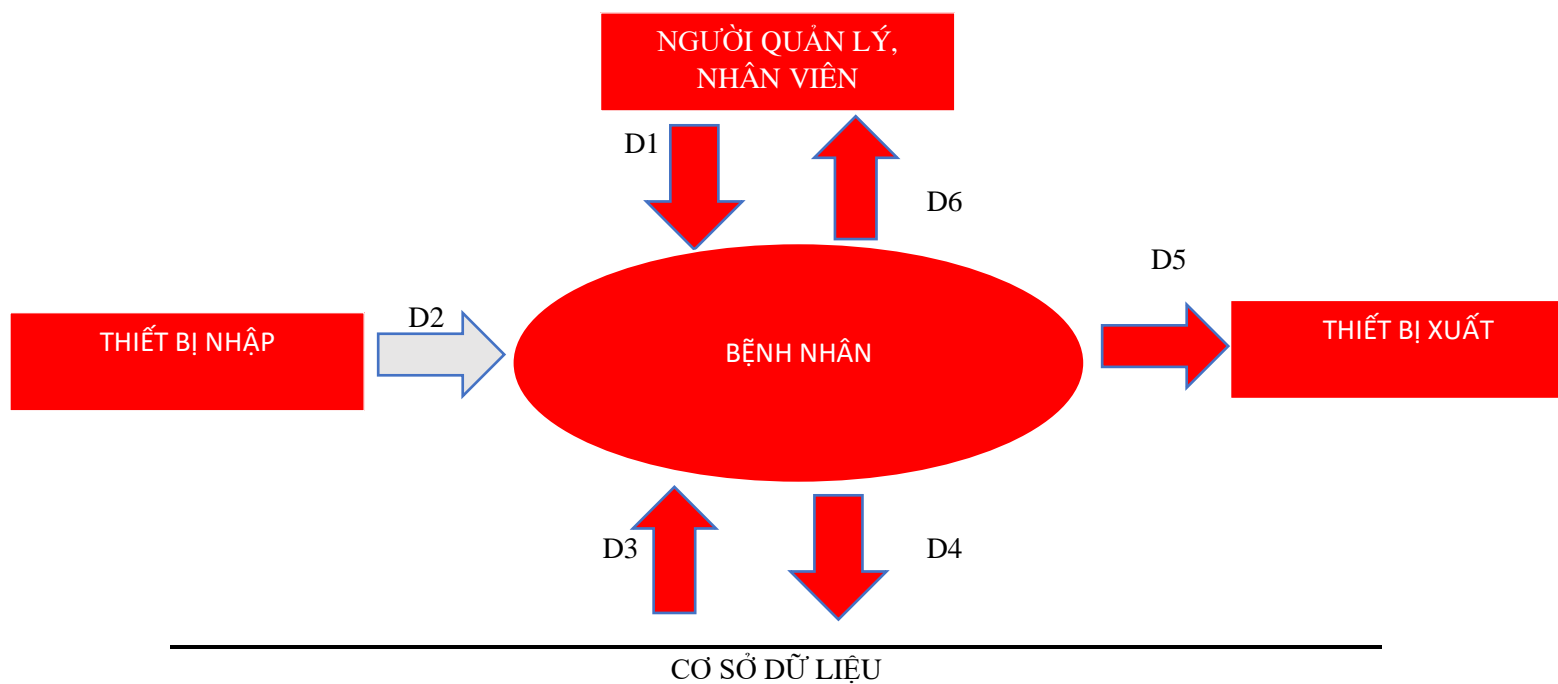 NGƯỜI QUẢN LÝ,
NHÂN VIÊN
D1
D6
D5
D2
THIẾT BỊ NHẬP
BỆNH NHÂN
THIẾT BỊ XUẤT
D3
D4
CƠ SỞ DỮ LIỆU